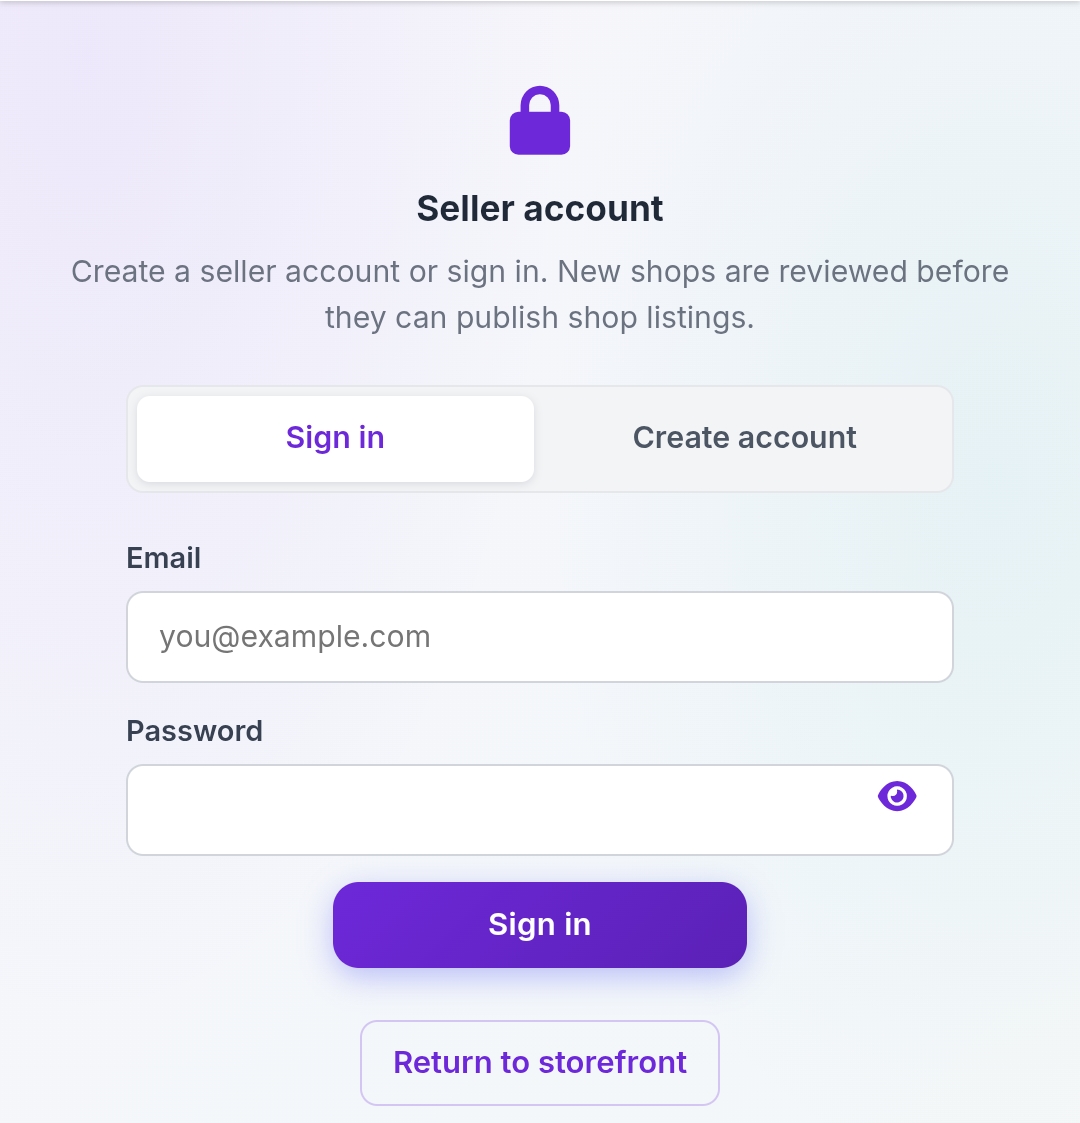 Seller account
Create a seller account or sign in. New shops are reviewed before
they can publish shop listings.
Sign in
Create account
Email
you@example.com
Password
Sign in
Return to storefront